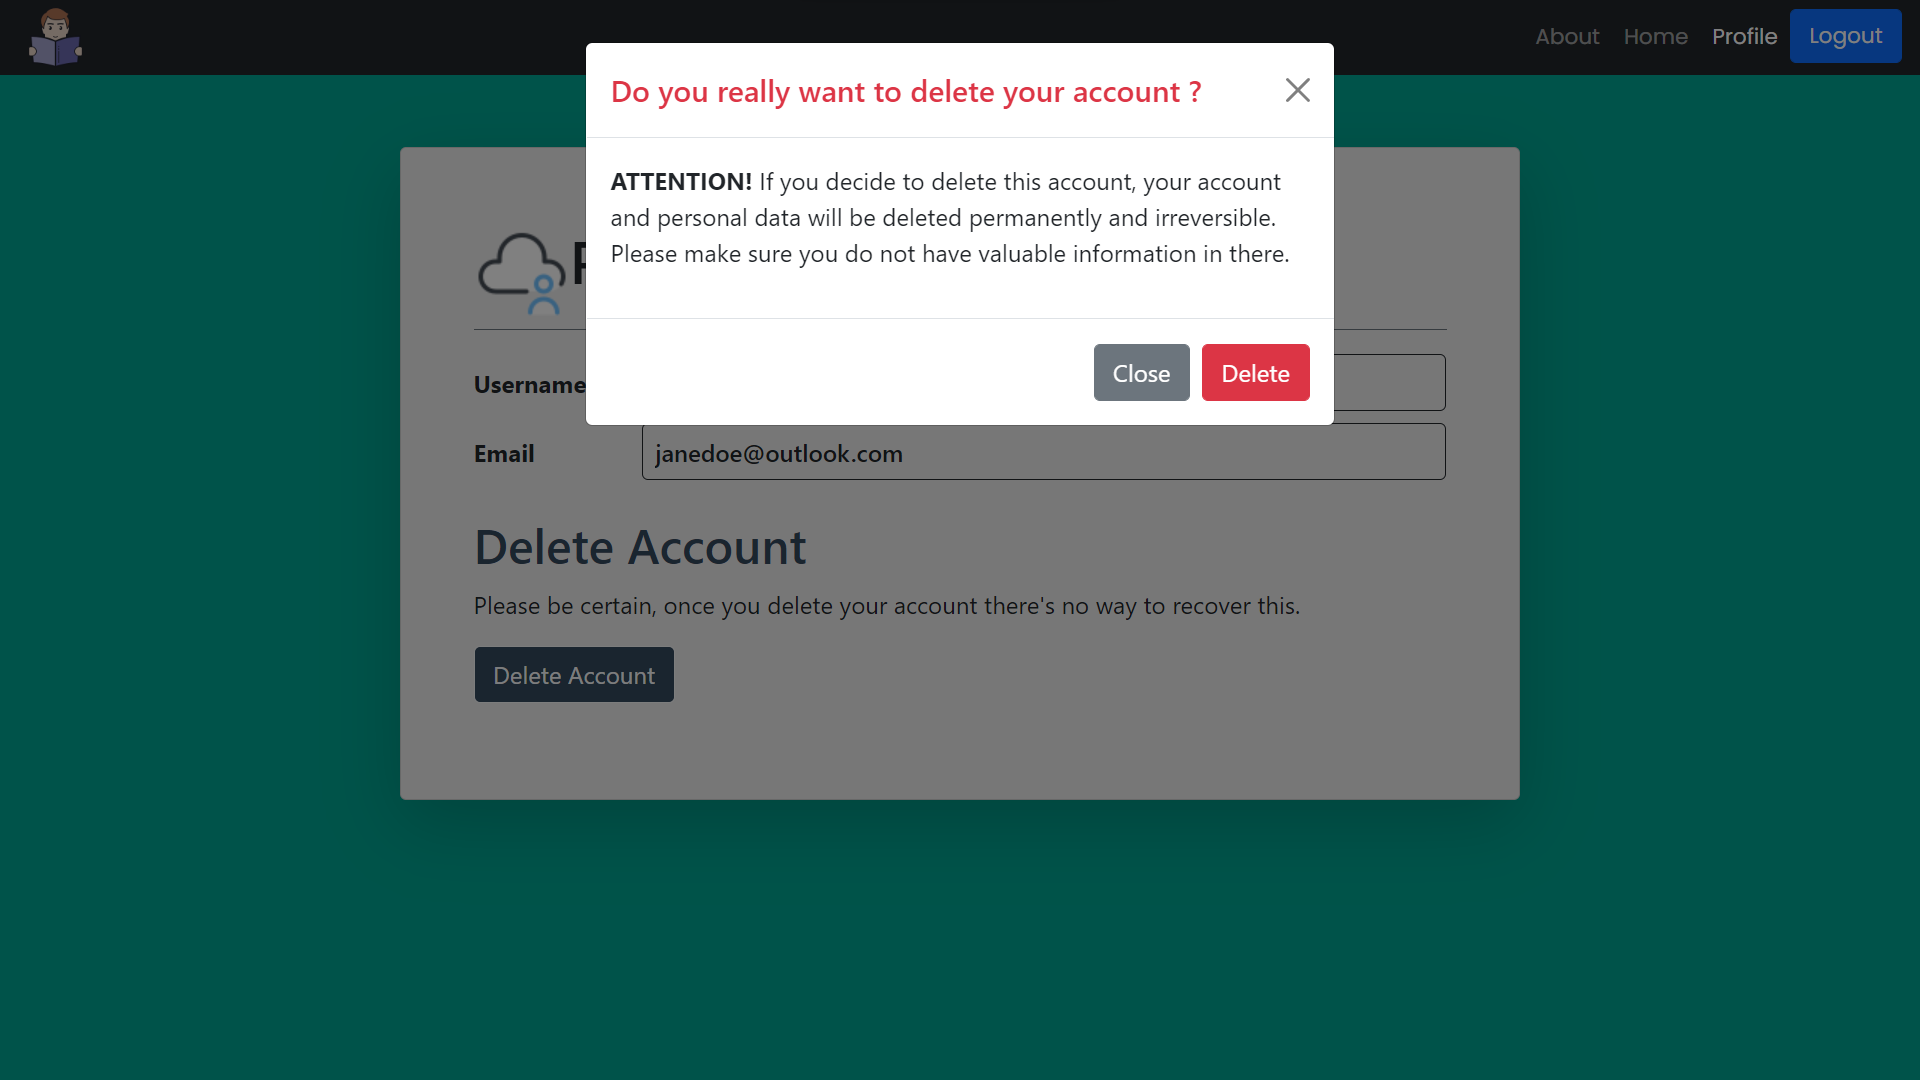 About Home Profile Logout
Do you really want to delete your account ?
ATTENTION! If you decide to delete this account, your account
and personal data will be deleted permanently and irreversible.
Please make sure you do not have valuable information in there.
Close Delete
Username
Email janedoe@outlook.com
Delete Account
Please be certain, once you delete your account there's no way to recover this.
Delete Account